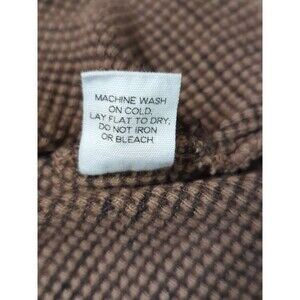 MACHINE WASH
ON COLD.
LAY FLAT TO DRY.
DO NOT IRON
OR BLEACH.